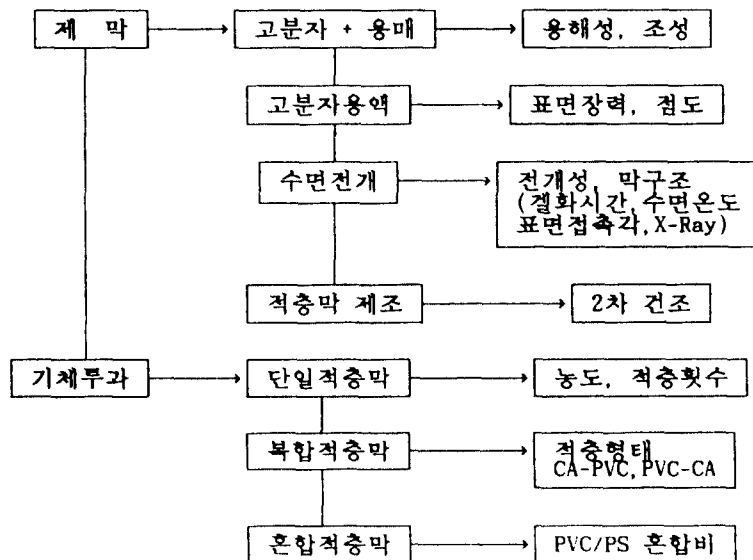 제 막
고분자 + 용매
용해성, 조성
고분자용액
표면장력, 점도
수면전개
전개성, 막구조
(겔화시간,수면온도
표면접촉각,X-Ray)
적층막 제조
2차 건조
기체투과
단일적층막
농도, 적층횟수
복합적층막
적층형태
CA-PVC,PVC-CA
혼합적층막
PVC/PS 혼합비